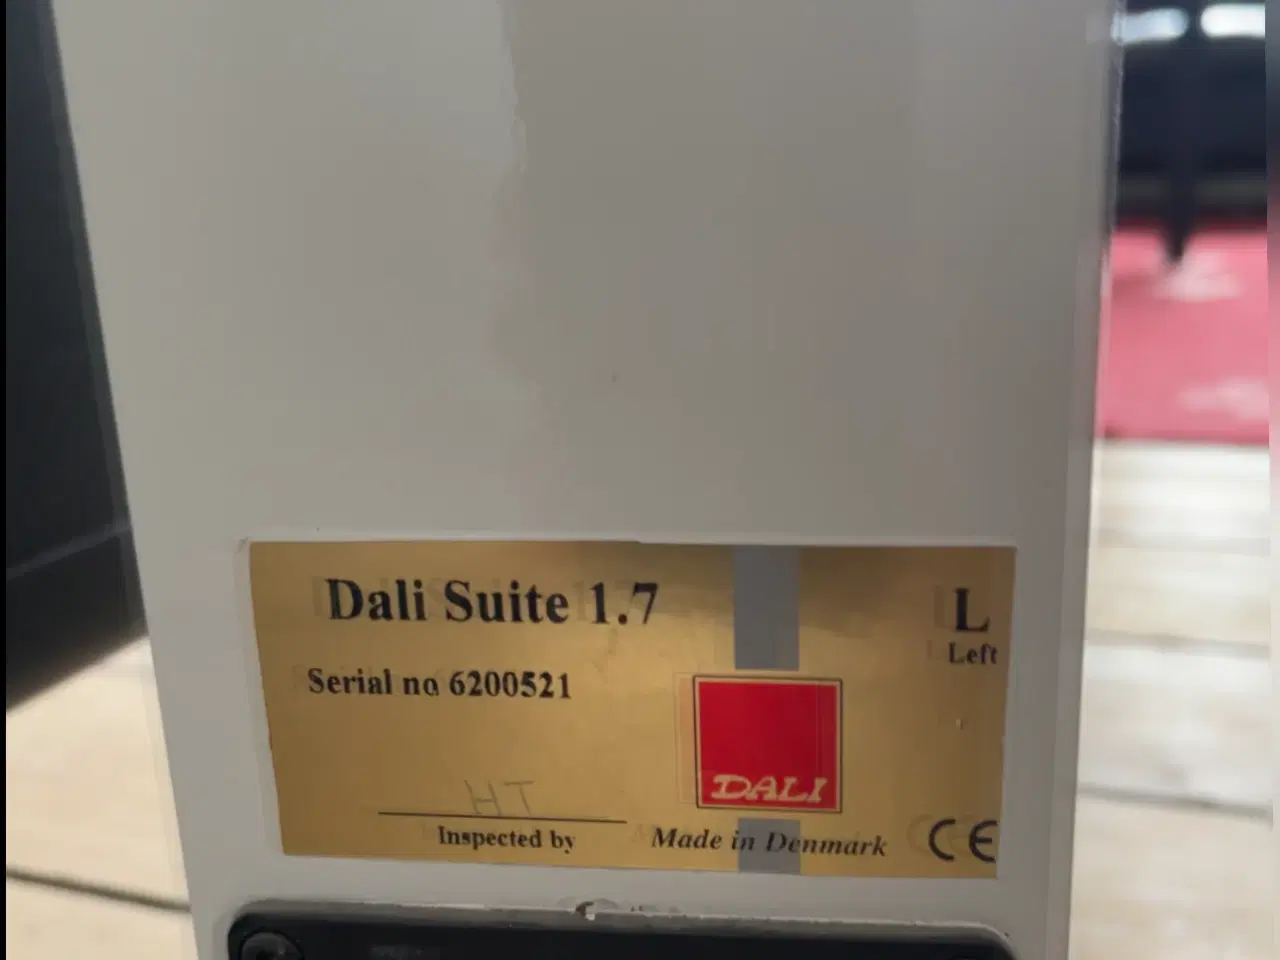 Dali Suite 1.7
L
Left
Serial no 6200521
DALI
HT
Inspected by
Made in Denmark
CE